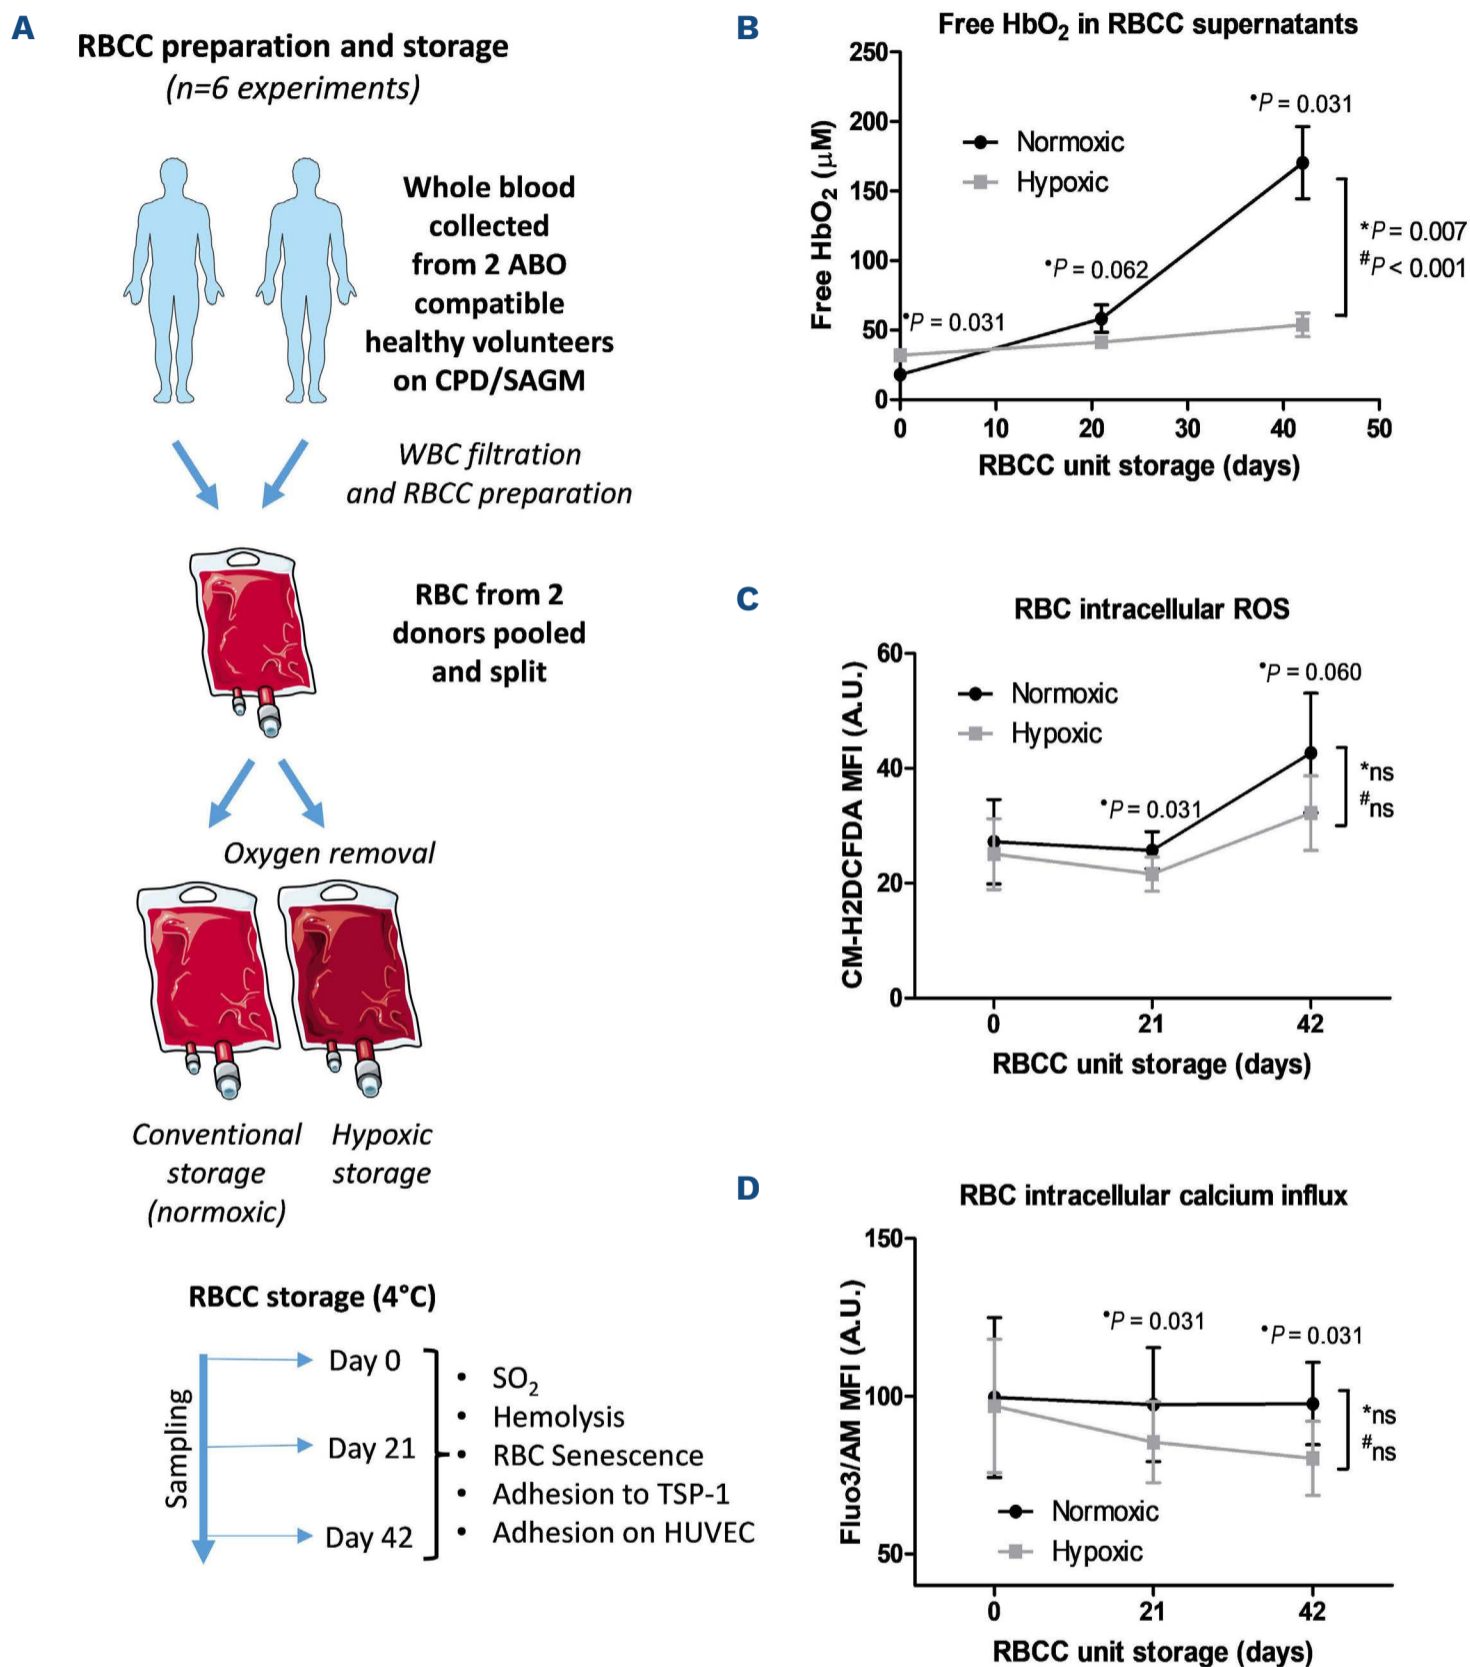 A
RBCC preparation and storage
(n=6 experiments)
Whole blood
collected
from 2 ABO
compatible
healthy volunteers
on CPD/SAGM
WBC filtration
and RBCC preparation
RBC from 2
donors pooled
and split
Oxygen removal
Conventional
storage
(normoxic)
Hypoxic
storage
RBCC storage (4°C)
Sampling
Day 0
Day 21
Day 42
• SO₂
• Hemolysis
• RBC Senescence
• Adhesion to TSP-1
• Adhesion on HUVEC
B
Free HbO₂ in RBCC supernatants
Free HbO₂ (μM)
250
200
150
100
50
0
Normoxic
Hypoxic
•P = 0.031
•P = 0.062
•P = 0.031
*P = 0.007
#P < 0.001
0 10 20 30 40 50
RBCC unit storage (days)
C
RBC intracellular ROS
CM-H2DCFDA MFI (A.U.)
60
40
20
0
Normoxic
Hypoxic
•P = 0.031
•P = 0.060
*ns
#ns
0 21 42
RBCC unit storage (days)
D
RBC intracellular calcium influx
Fluo3/AM MFI (A.U.)
150
100
50
•P = 0.031
•P = 0.031
*ns
#ns
Normoxic
Hypoxic
0 21 42
RBCC unit storage (days)